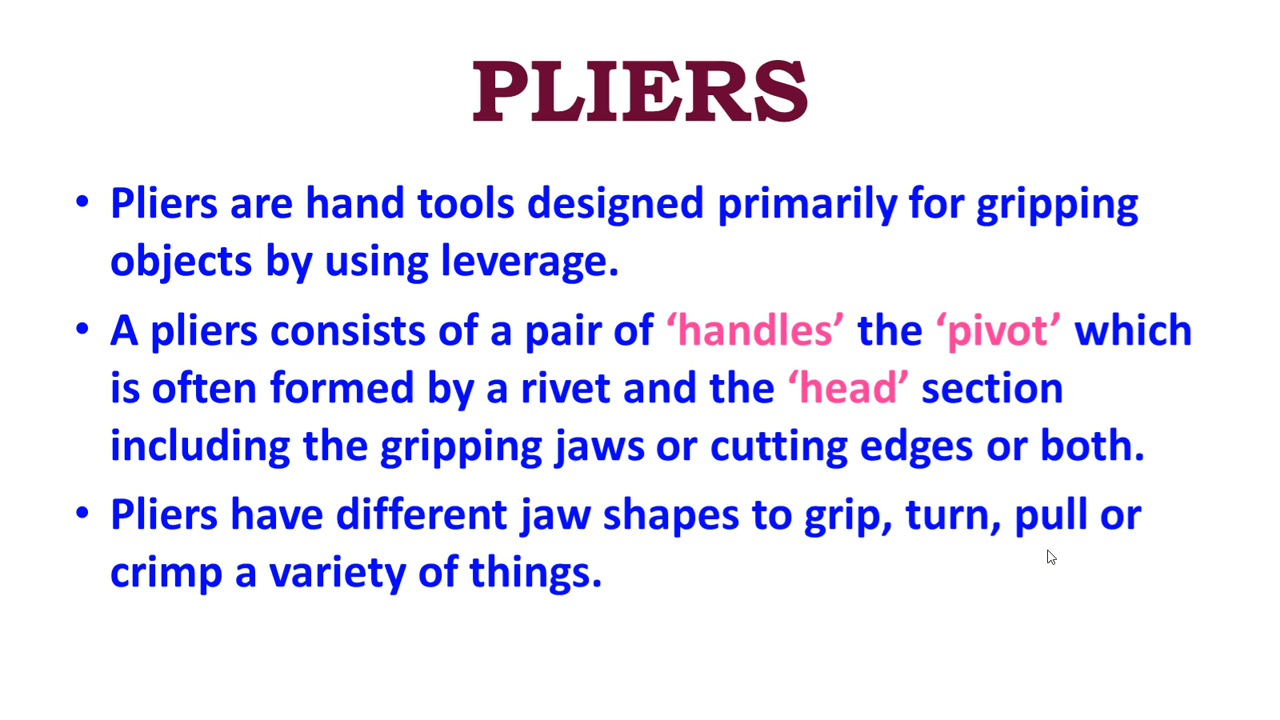 PLIERS
• Pliers are hand tools designed primarily for gripping
objects by using leverage.
• A pliers consists of a pair of ‘handles’ the ‘pivot’ which
is often formed by a rivet and the ‘head’ section
including the gripping jaws or cutting edges or both.
• Pliers have different jaw shapes to grip, turn, pull or
crimp a variety of things.